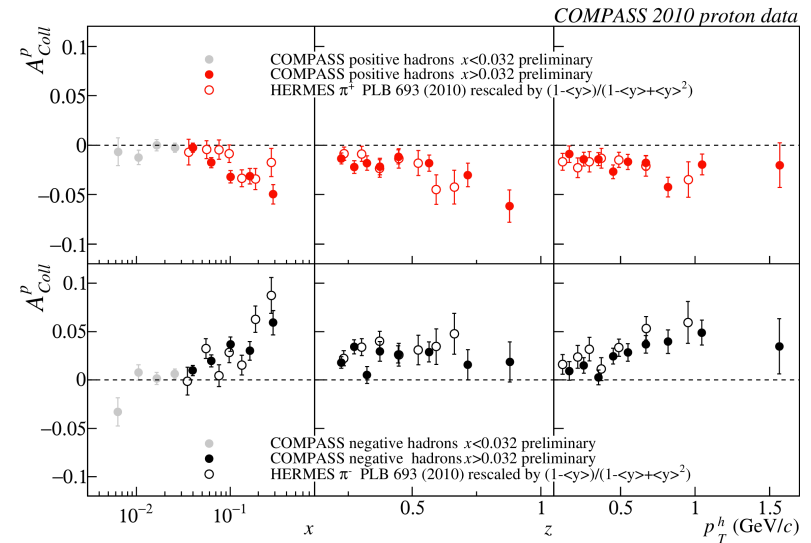 COMPASS 2010 proton data
A^p_Coll
0.1
0.05
0
−0.05
−0.1
COMPASS positive hadrons x<0.032 preliminary
COMPASS positive hadrons x>0.032 preliminary
HERMES π⁺ PLB 693 (2010) rescaled by (1-<y>)/(1-<y>+<y>²)
A^p_Coll
0.1
0.05
0
−0.05
−0.1
COMPASS negative hadrons x<0.032 preliminary
COMPASS negative hadrons x>0.032 preliminary
HERMES π⁻ PLB 693 (2010) rescaled by (1-<y>)/(1-<y>+<y>²)
10⁻² 10⁻¹ 0.5 1 0.5 1 1.5
x z p_T^h (GeV/c)